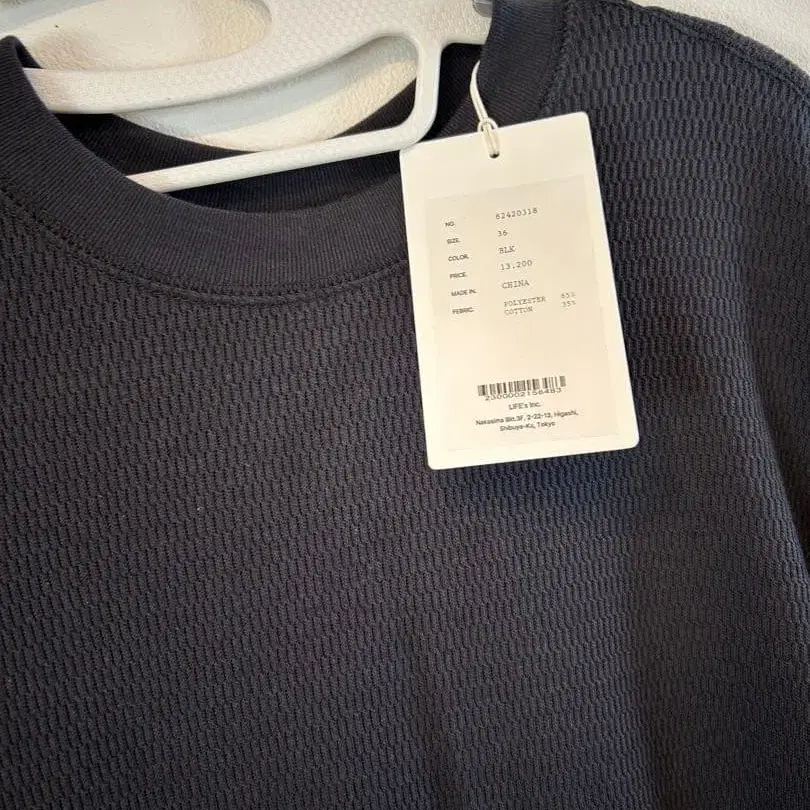 NO. 82420318
SIZE. 36
COLOR. BLK
PRICE. 13,200
MADE IN. CHINA
FABRIC. POLYESTER 65%
COTTON 35%
2300002156483
LIFE's Inc.
Nakasima Bld.3F, 2-22-13, Higashi,
Shibuya-Ku, Tokyo